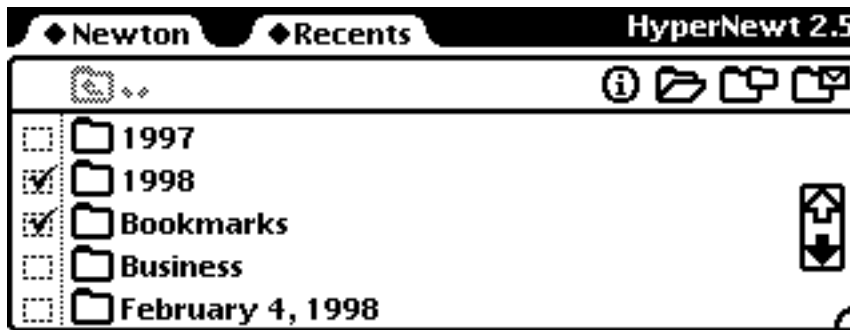 ◆Newton ◆Recents HyperNewt 2.5
..
1997
1998
Bookmarks
Business
February 4, 1998